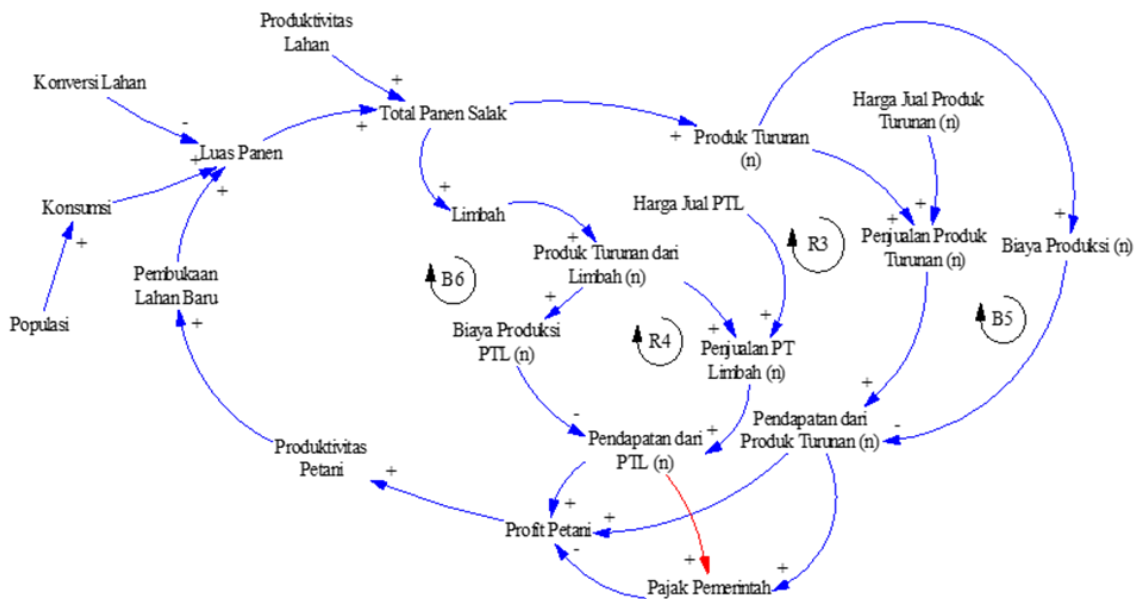 Produktivitas
Lahan
Konversi Lahan
-
+
Total Panen Salak
+
Harga Jual Produk
Turunan (n)
+
Produk Turunan
(n)
Luas Panen
+
+
Konsumsi
+
Populasi
+
Limbah
Harga Jual PTL
R3
+
+
Penjualan Produk
Turunan (n)
+
Biaya Produksi (n)
+
Produk Turunan dari
Limbah (n)
B6
Pembukaan
Lahan Baru
+
+
Biaya Produksi
PTL (n)
R4
+
+
Penjualan PT
Limbah (n)
B5
-
+
Pendapatan dari
PTL (n)
+
-
Pendapatan dari
Produk Turunan (n)
Produktivitas
Petani
+
+
+
Profit Petani
-
+
+
Pajak Pemerintah